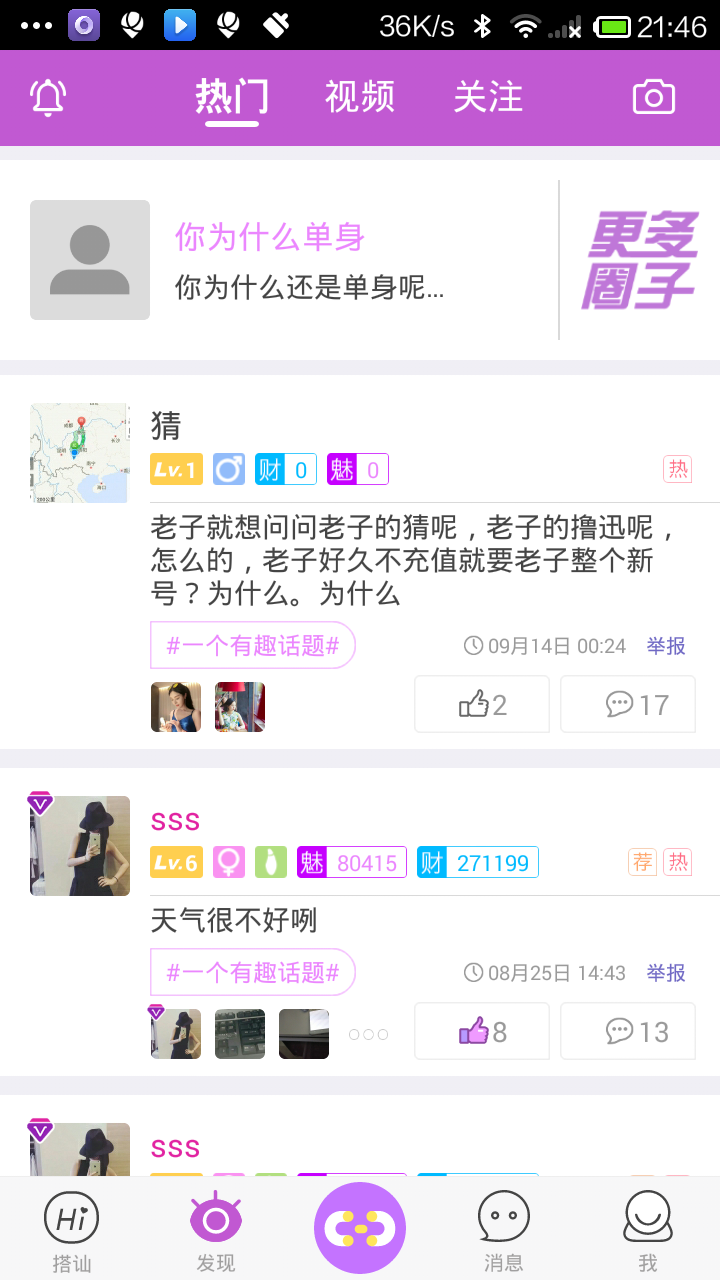 36K/s 21:46
热门 视频 关注
你为什么单身
你为什么还是单身呢...
更多
圈子
猜
Lv.1 财 0 魅 0 热
老子就想问问老子的猜呢，老子的撸迅呢，
怎么的，老子好久不充值就要老子整个新
号？为什么。为什么
#一个有趣话题# 09月14日 00:24 举报
2 17
sss
Lv.6 魅 80415 财 271199 荐 热
天气很不好咧
#一个有趣话题# 08月25日 14:43 举报
8 13
sss
Hi
搭讪 发现 消息 我